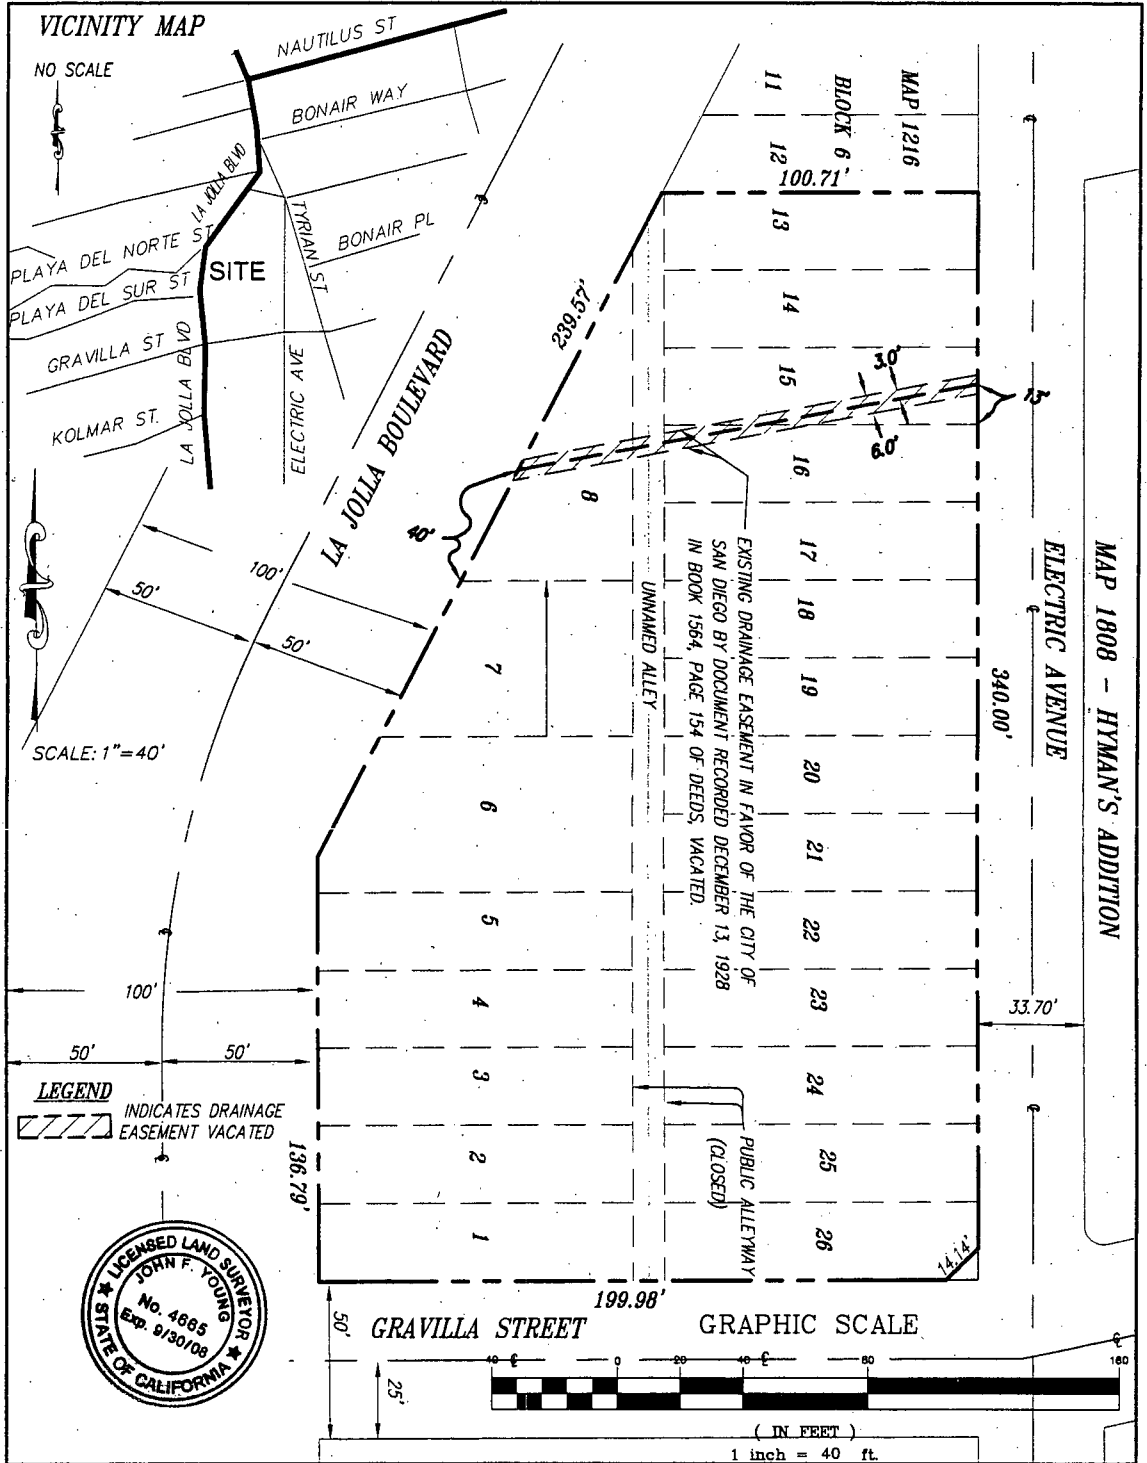 VICINITY MAP
NO SCALE
NAUTILUS ST
BONAIR WAY
LA JOLLA BLVD
TYRIAN ST
BONAIR PL
PLAYA DEL NORTE ST
SITE
PLAYA DEL SUR ST
GRAVILLA ST
KOLMAR ST.
LA JOLLA BLVD
ELECTRIC AVE
LA JOLLA BOULEVARD
SCALE: 1"=40'
100'
50'
50'
MAP 1216
BLOCK 6
11
12
100.71'
13
14
15
16
17
18
19
20
21
22
23
24
25
26
239.57'
3.0'
6.0'
13'
40'
8
7
6
5
4
3
2
1
UNNAMED ALLEY
EXISTING DRAINAGE EASEMENT IN FAVOR OF THE CITY OF
SAN DIEGO BY DOCUMENT RECORDED DECEMBER 13, 1928
IN BOOK 1564, PAGE 154 OF DEEDS, VACATED.
PUBLIC ALLEYWAY
(CLOSED)
340.00'
ELECTRIC AVENUE
MAP 1808 - HYMAN'S ADDITION
33.70'
14.14'
100'
50'
50'
LEGEND
INDICATES DRAINAGE
EASEMENT VACATED
136.79'
199.98'
50'
25'
GRAVILLA STREET
LICENSED LAND SURVEYOR
JOHN F. YOUNG
No. 4665
Exp. 9/30/08
STATE OF CALIFORNIA
GRAPHIC SCALE
40 0 20 40 80 160
( IN FEET )
1 inch = 40 ft.